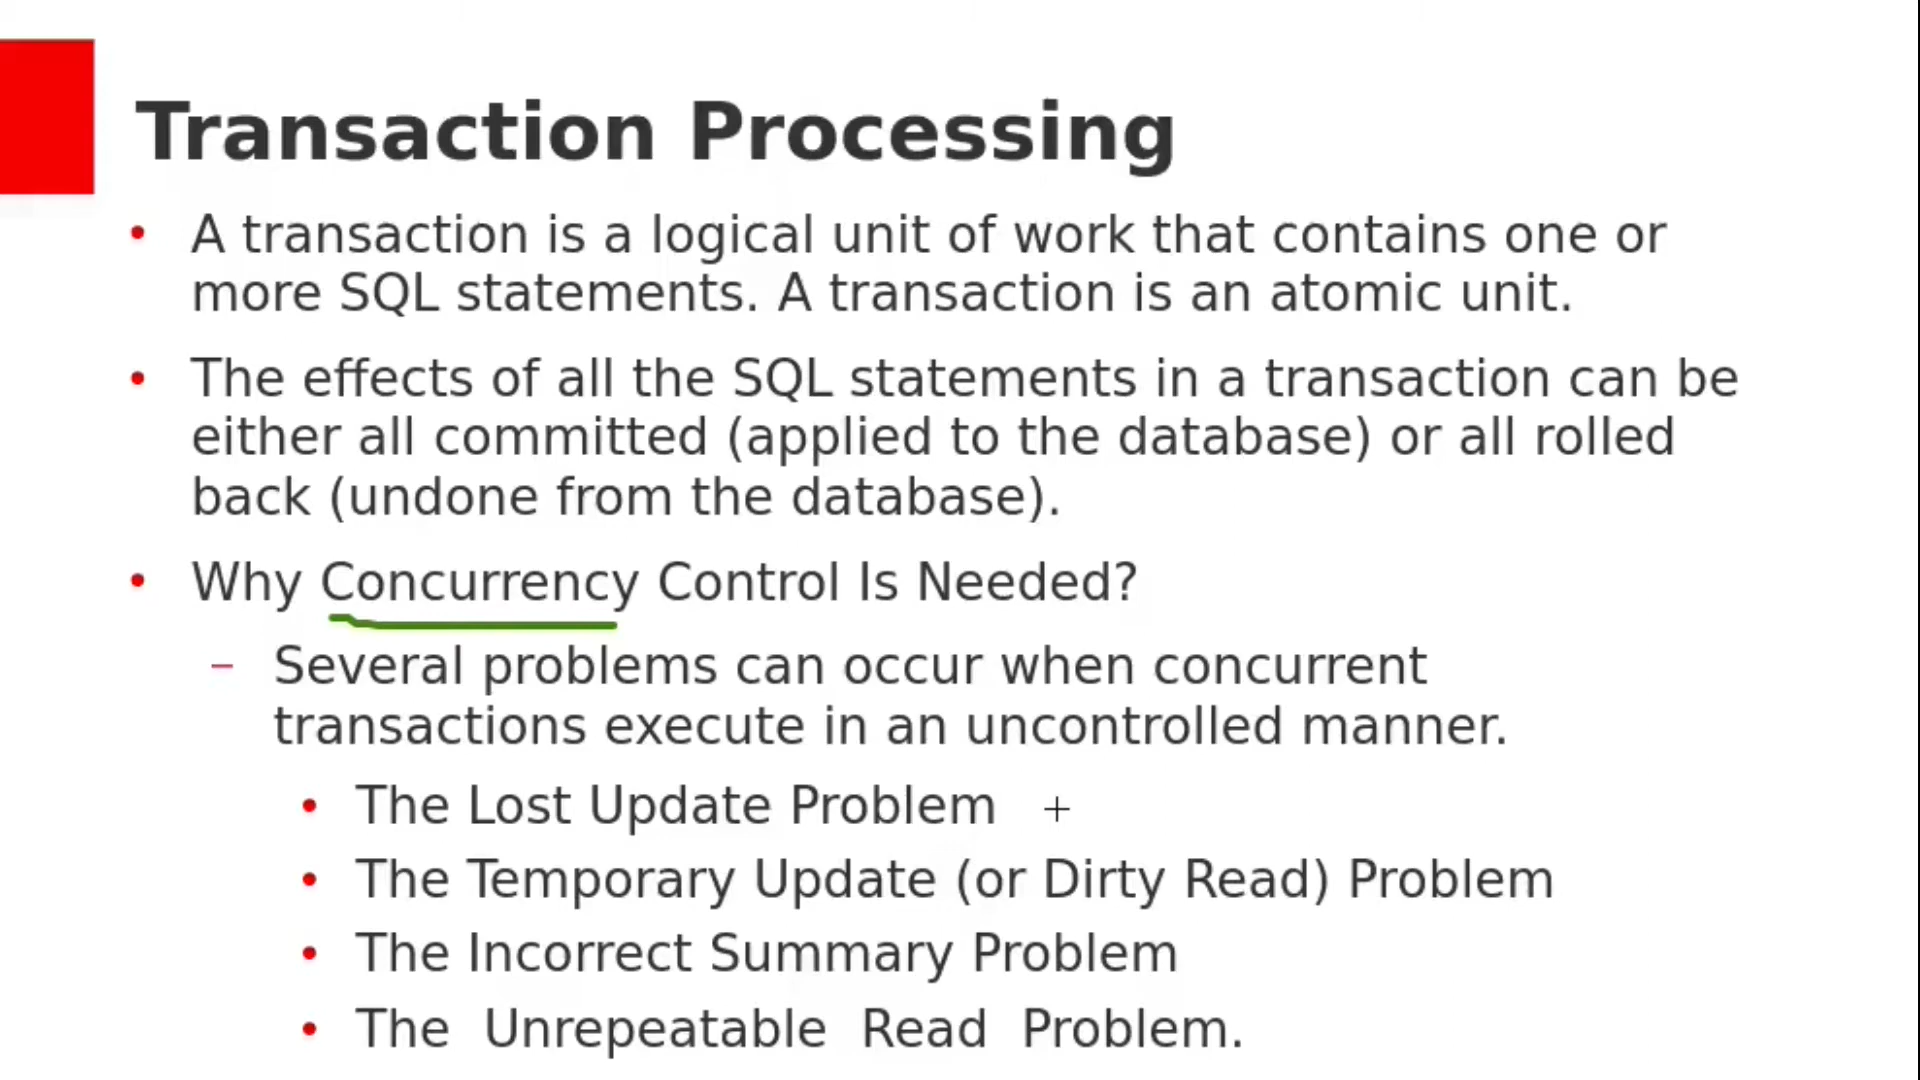 Transaction Processing
• A transaction is a logical unit of work that contains one or
more SQL statements. A transaction is an atomic unit.
• The effects of all the SQL statements in a transaction can be
either all committed (applied to the database) or all rolled
back (undone from the database).
• Why Concurrency Control Is Needed?
– Several problems can occur when concurrent
transactions execute in an uncontrolled manner.
• The Lost Update Problem
• The Temporary Update (or Dirty Read) Problem
• The Incorrect Summary Problem
• The Unrepeatable Read Problem.